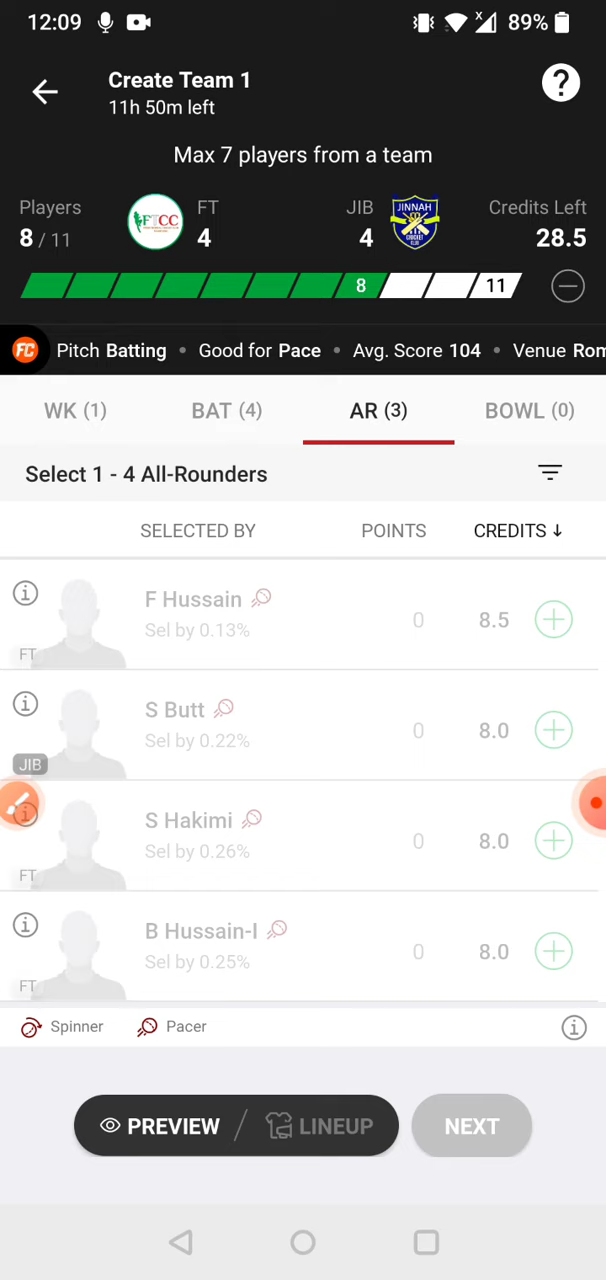 12:09 89%
Create Team 1
11h 50m left
?
Max 7 players from a team
Players FT JIB Credits Left
8 / 11 FTCC 4 4 JINNAH 28.5
8 11
FC Pitch Batting • Good for Pace • Avg. Score 104 • Venue Rom
WK (1) BAT (4) AR (3) BOWL (0)
Select 1 - 4 All-Rounders
SELECTED BY POINTS CREDITS ↓
F Hussain
Sel by 0.13% 0 8.5
FT
S Butt
Sel by 0.22% 0 8.0
JIB
S Hakimi
Sel by 0.26% 0 8.0
FT
B Hussain-I
Sel by 0.25% 0 8.0
FT
Spinner Pacer
PREVIEW / LINEUP NEXT